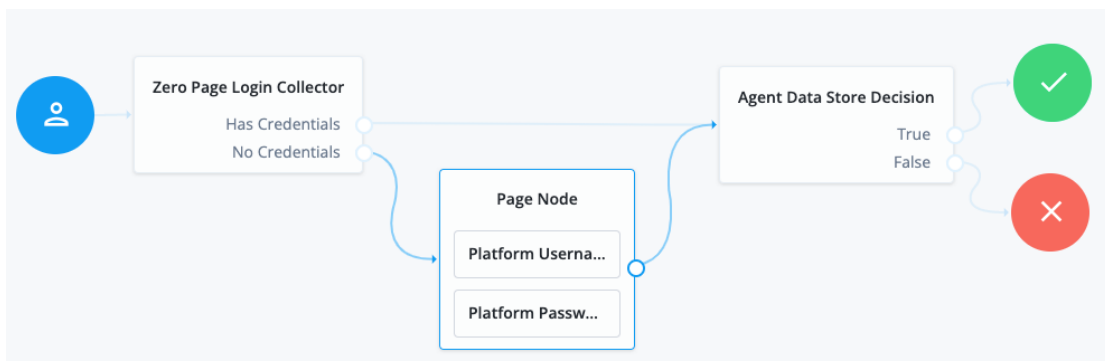 Zero Page Login Collector
Has Credentials
No Credentials
Page Node
Platform Userna...
Platform Passw...
Agent Data Store Decision
True
False